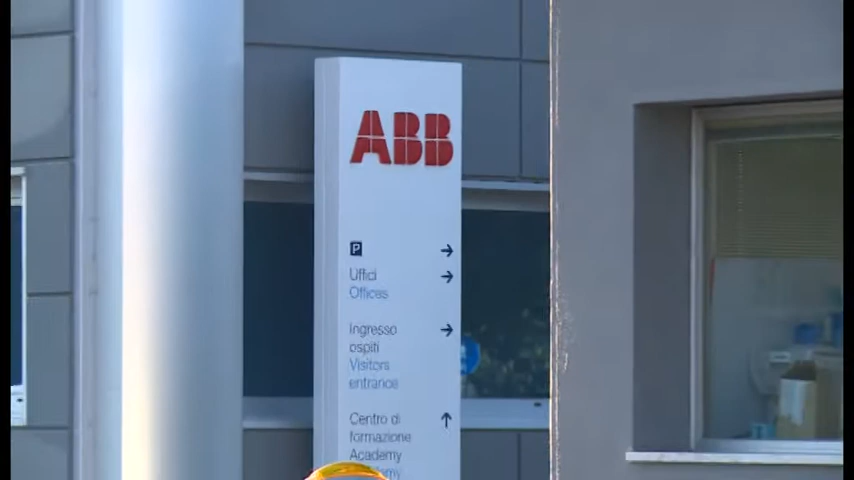 ABB
P
Uffici
Offices
Ingresso
ospiti
Visitors
entrance
Centro di
formazione
Academy